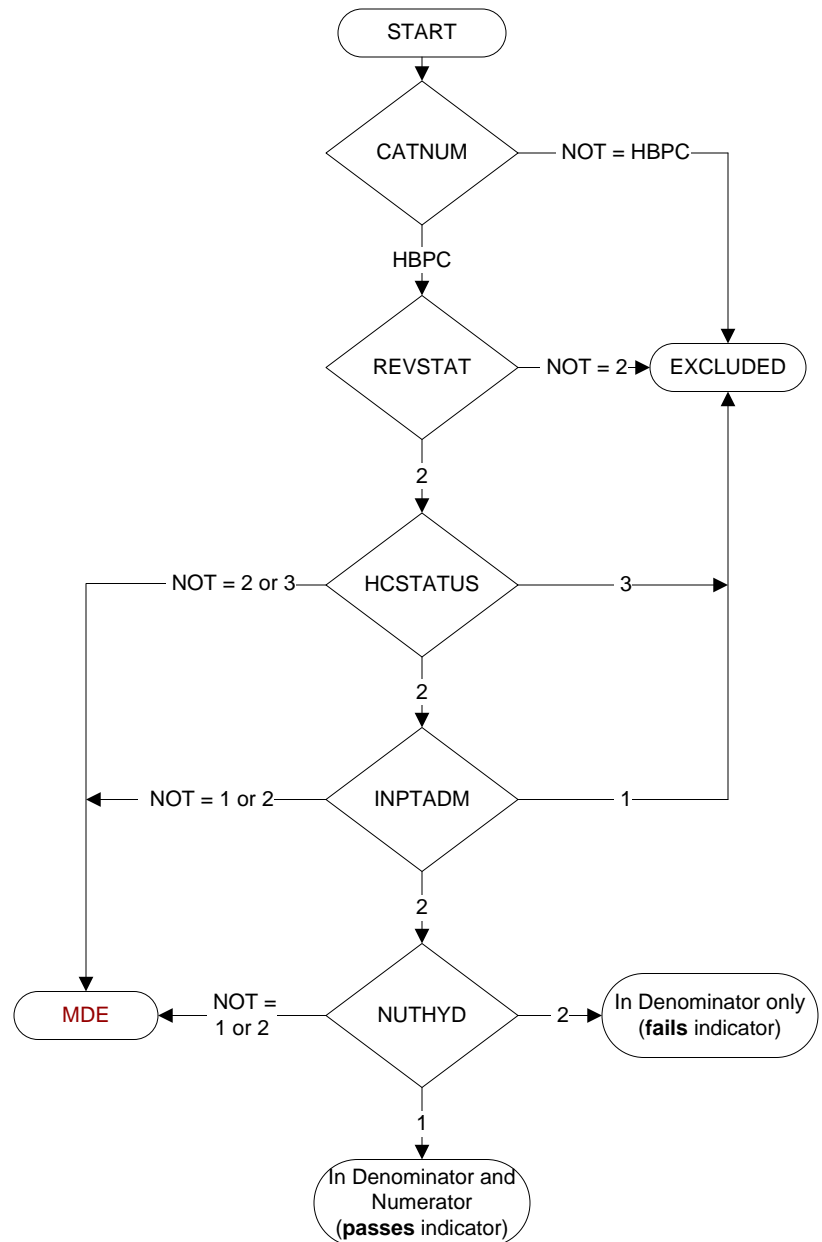 START
CATNUM
NOT = HBPC
HBPC
REVSTAT
NOT = 2
EXCLUDED
2
NOT = 2 or 3
HCSTATUS
3
2
NOT = 1 or 2
INPTADM
1
2
MDE
NOT =
1 or 2
NUTHYD
2
In Denominator only
(fails indicator)
1
In Denominator and
Numerator
(passes indicator)